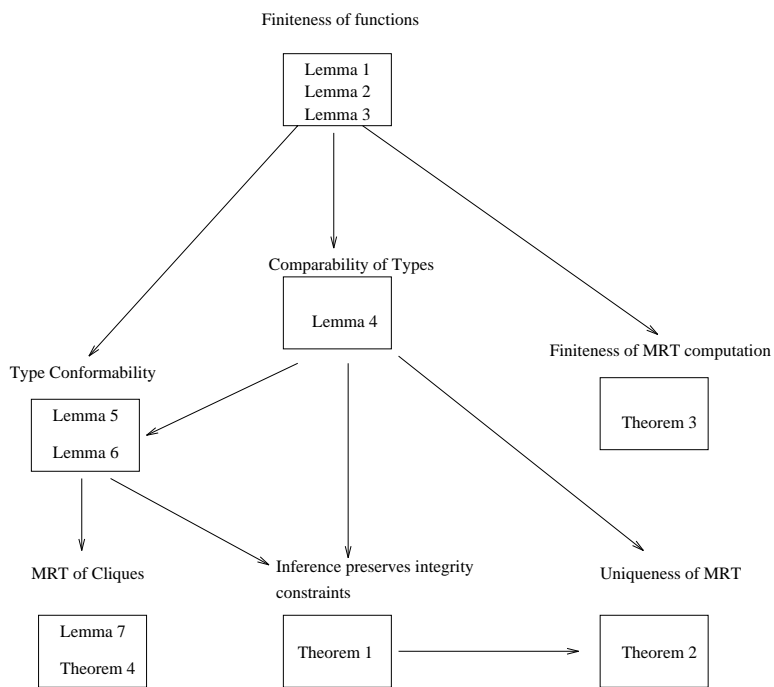 Finiteness of functions
Lemma 1
Lemma 2
Lemma 3
Comparability of Types
Lemma 4
Finiteness of MRT computation
Theorem 3
Type Conformability
Lemma 5
Lemma 6
MRT of Cliques
Lemma 7
Theorem 4
Inference preserves integrity
constraints
Theorem 1
Uniqueness of MRT
Theorem 2